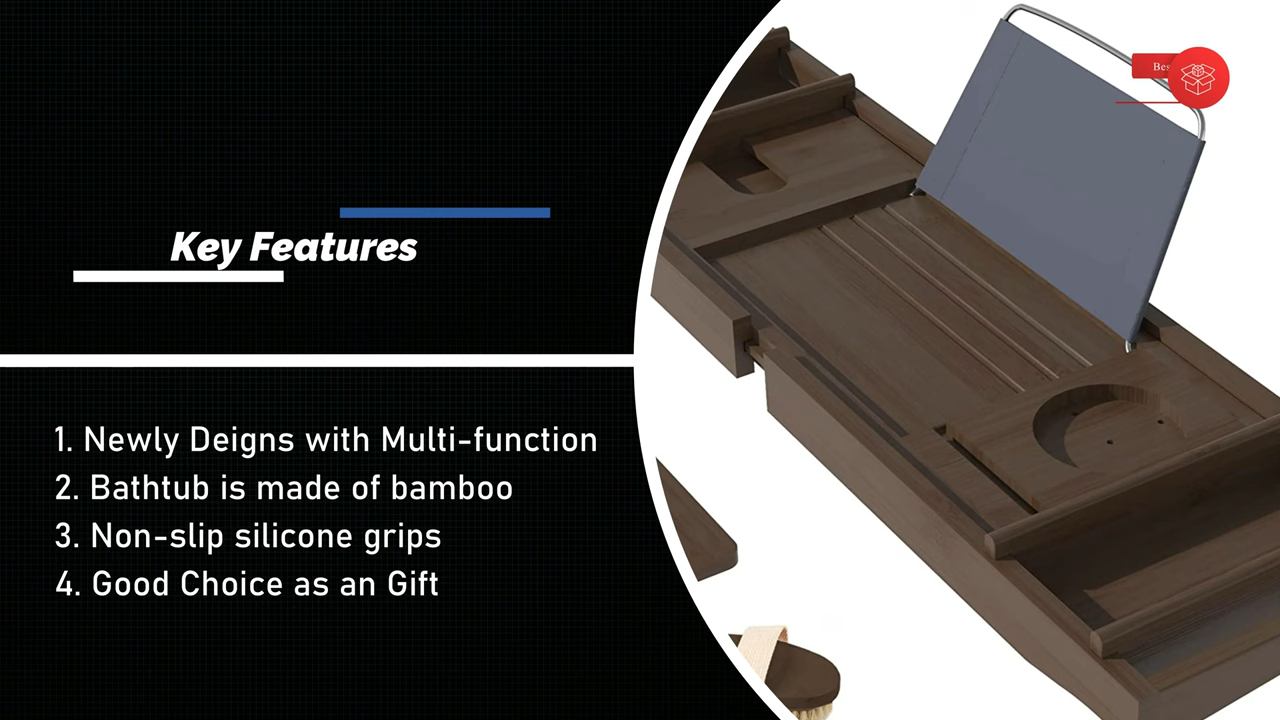 Key Features
1. Newly Deigns with Multi-function
2. Bathtub is made of bamboo
3. Non-slip silicone grips
4. Good Choice as an Gift